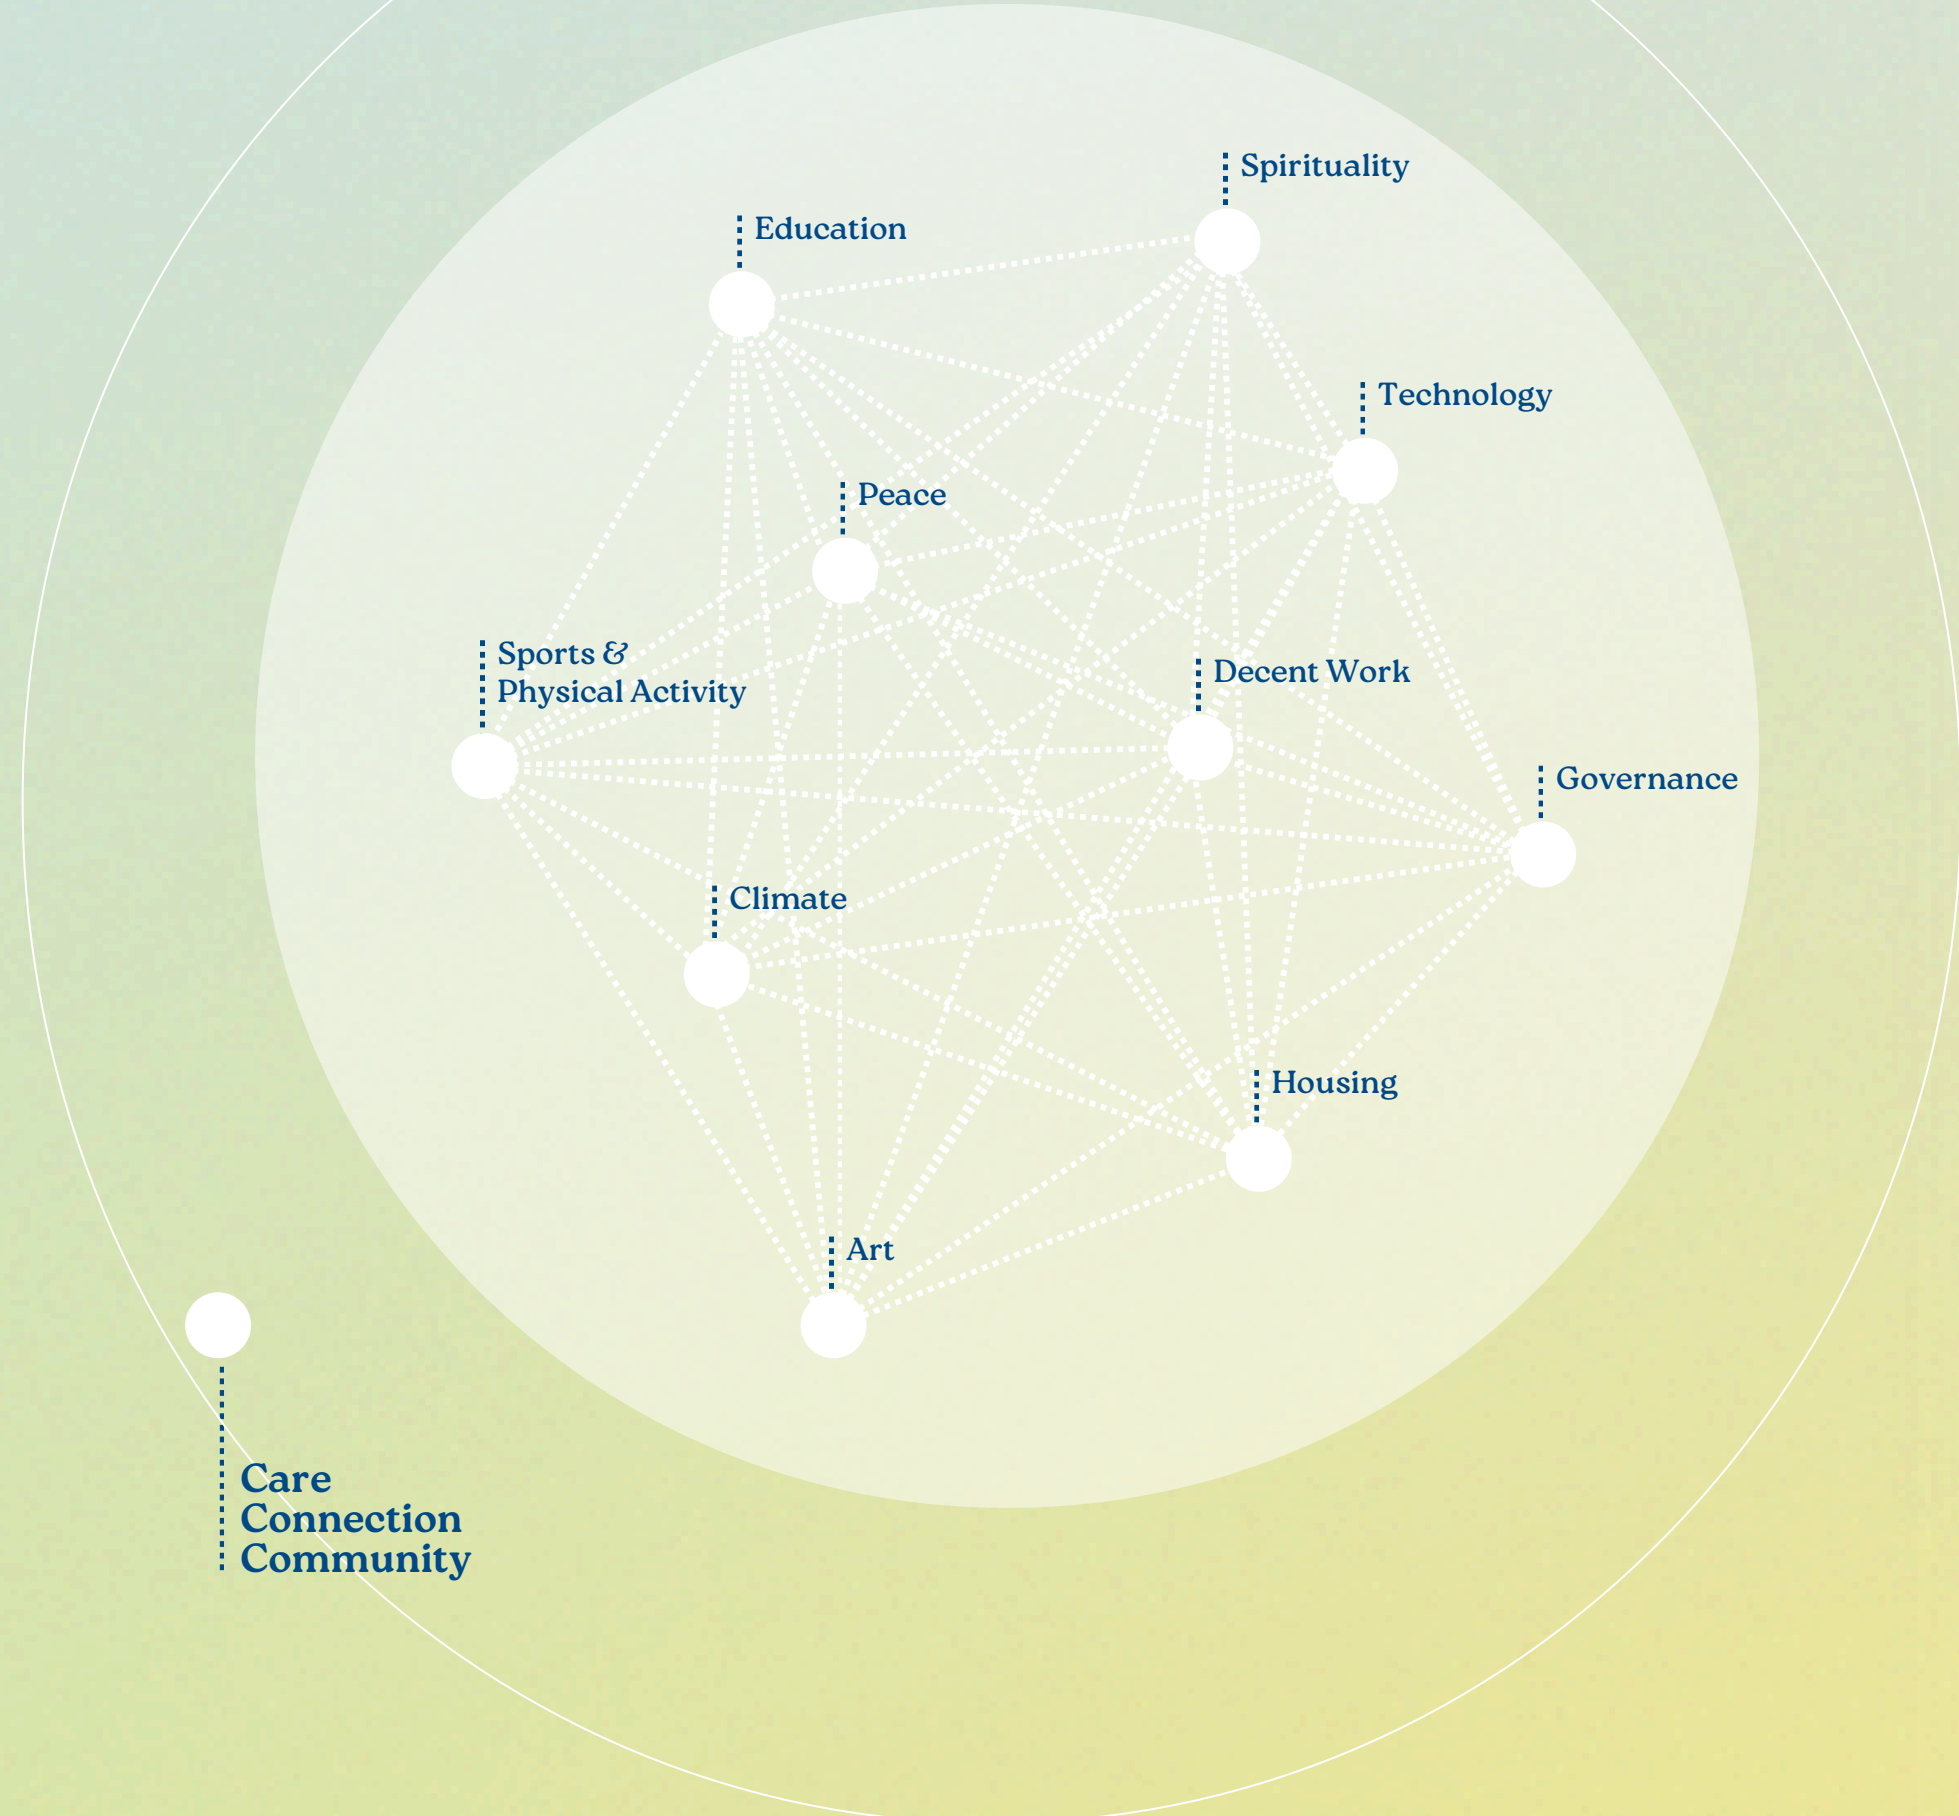 Spirituality
Education
Technology
Peace
Sports &
Physical Activity
Decent Work
Governance
Climate
Housing
Art
Care
Connection
Community